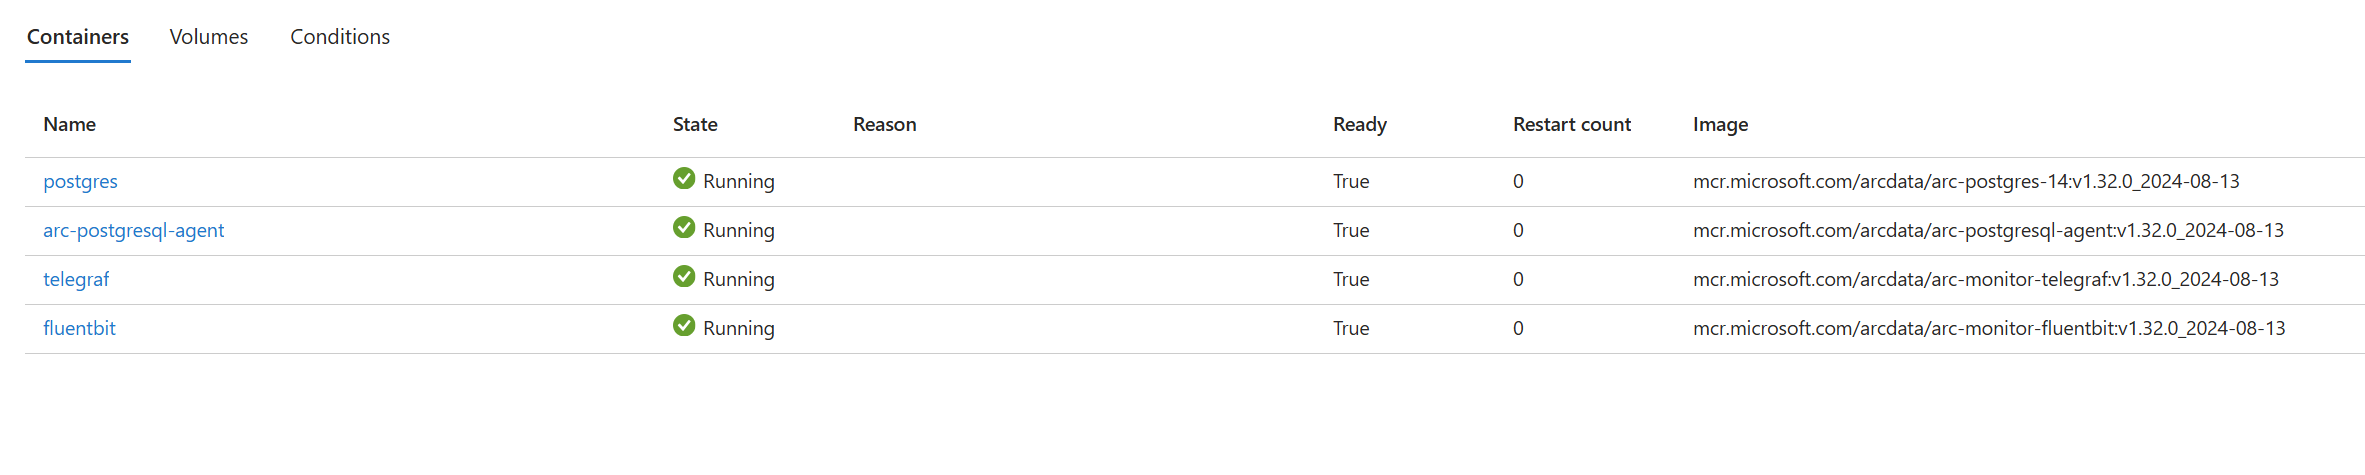 Containers Volumes Conditions
Name State Reason Ready Restart count Image
postgres Running True 0 mcr.microsoft.com/arcdata/arc-postgres-14:v1.32.0_2024-08-13
arc-postgresql-agent Running True 0 mcr.microsoft.com/arcdata/arc-postgresql-agent:v1.32.0_2024-08-13
telegraf Running True 0 mcr.microsoft.com/arcdata/arc-monitor-telegraf:v1.32.0_2024-08-13
fluentbit Running True 0 mcr.microsoft.com/arcdata/arc-monitor-fluentbit:v1.32.0_2024-08-13